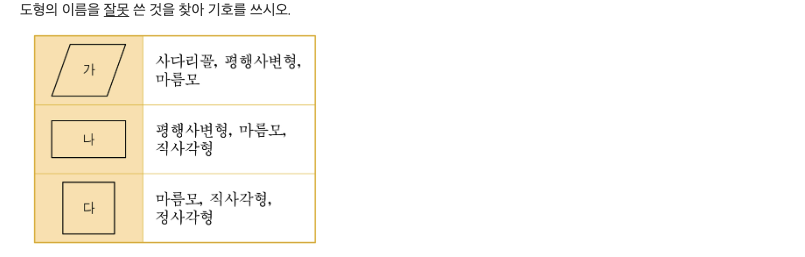 도형의 이름을 잘못 쓴 것을 찾아 기호를 쓰시오.
가
사다리꼴, 평행사변형,
마름모
나
평행사변형, 마름모,
직사각형
다
마름모, 직사각형,
정사각형